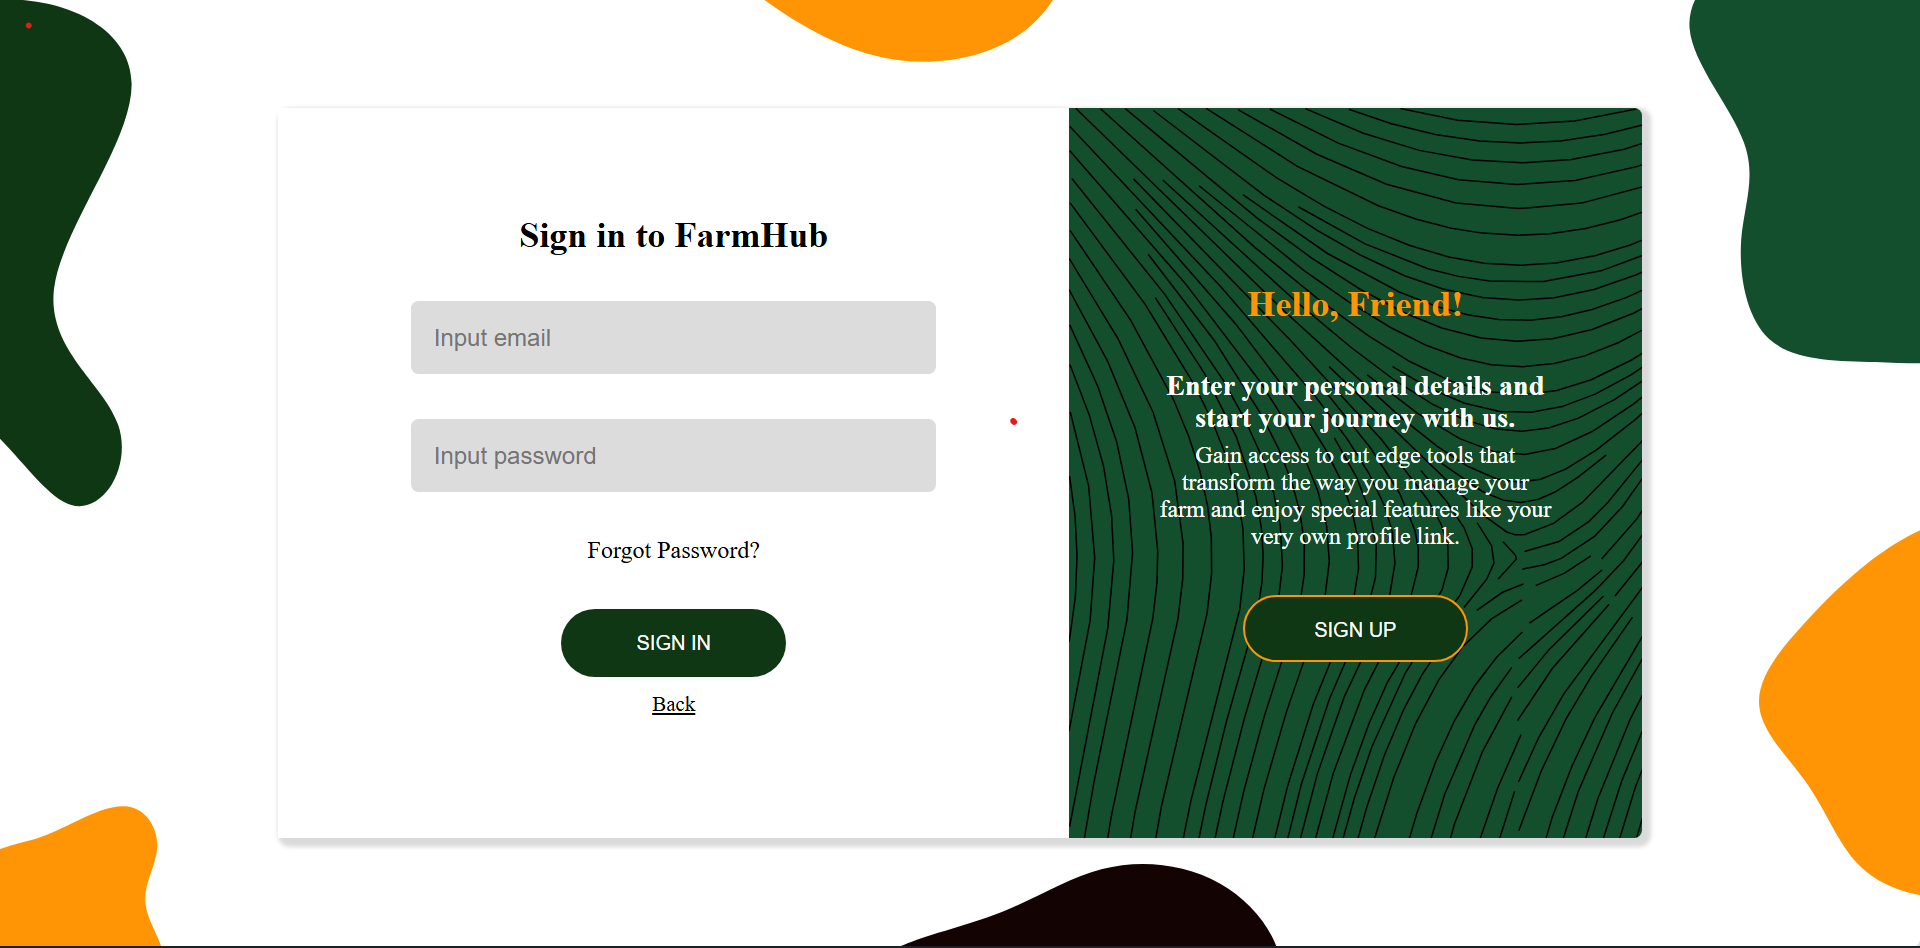 Sign in to FarmHub
Input email
Input password
Forgot Password?
SIGN IN
Back
Hello, Friend!
Enter your personal details and
start your journey with us.
Gain access to cut edge tools that
transform the way you manage your
farm and enjoy special features like your
very own profile link.
SIGN UP